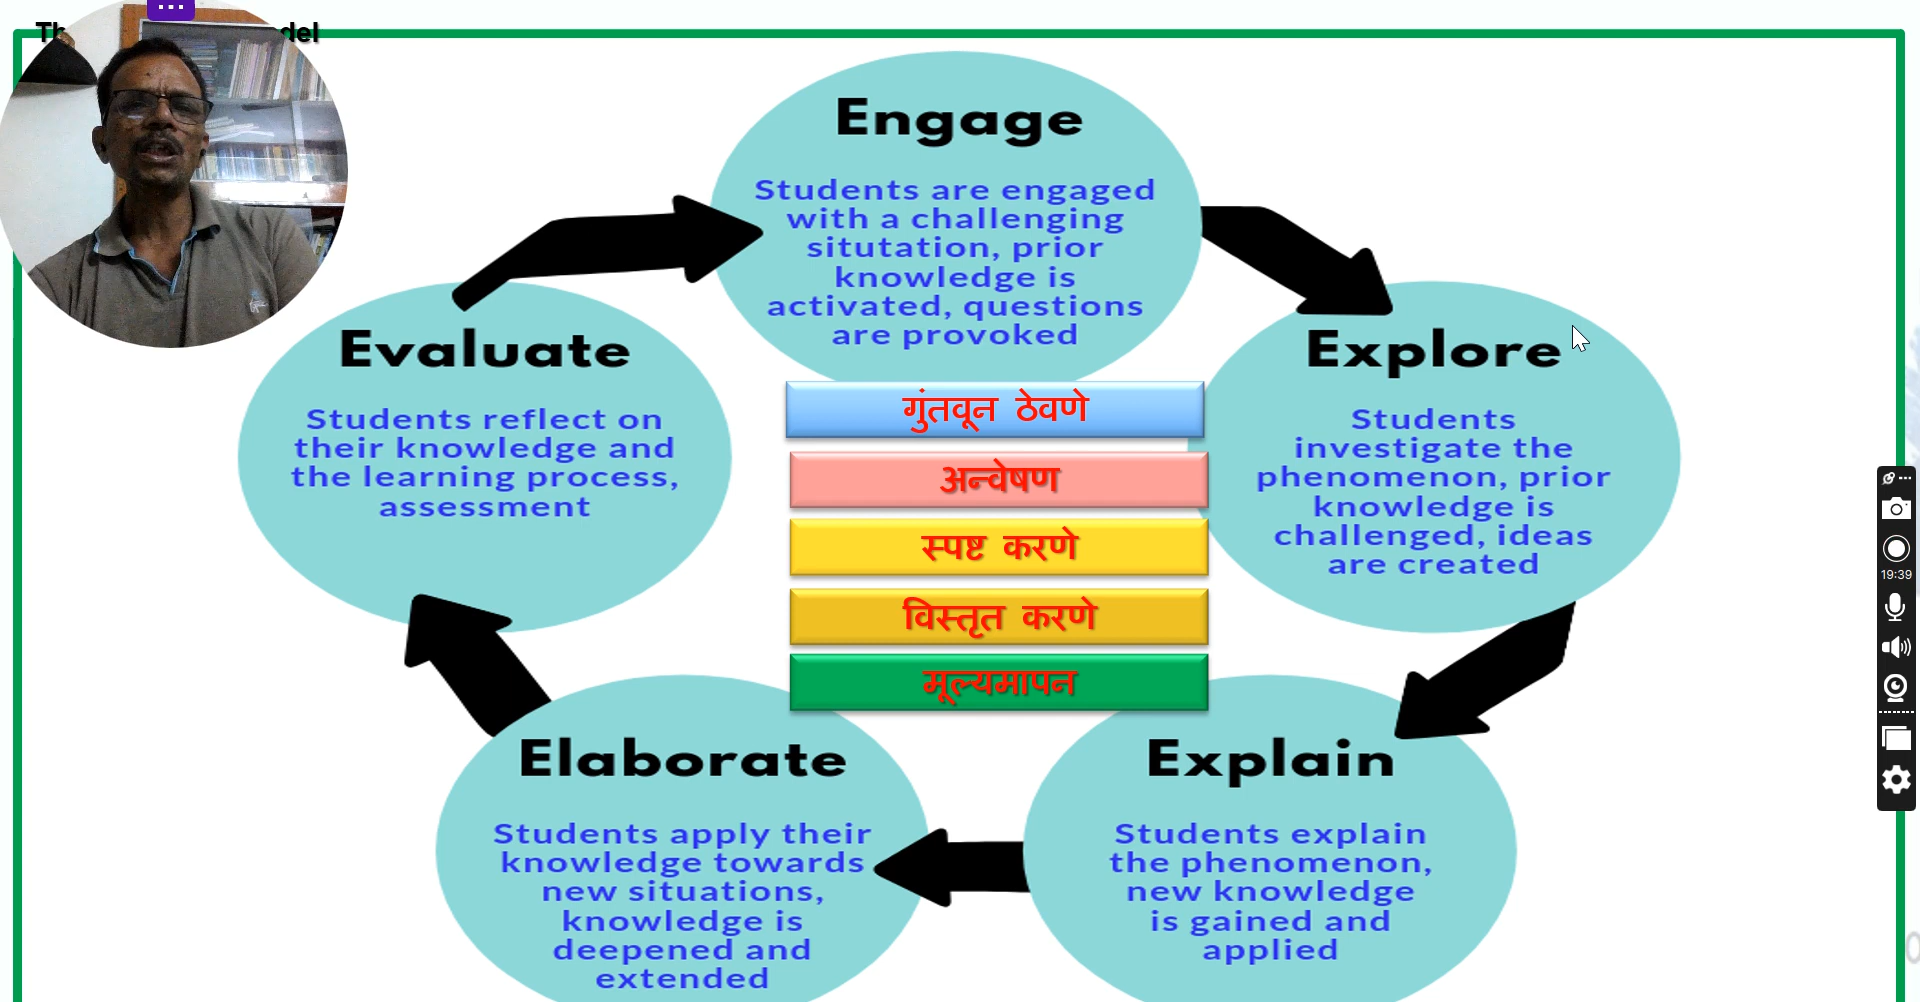 del
Engage
Students are engaged
with a challenging
situtation, prior
knowledge is
activated, questions
are provoked
Explore
Students
investigate the
phenomenon, prior
knowledge is
challenged, ideas
are created
Explain
Students explain
the phenomenon,
new knowledge
is gained and
applied
Elaborate
Students apply their
knowledge towards
new situations,
knowledge is
deepened and
extended
Evaluate
Students reflect on
their knowledge and
the learning process,
assessment
गुंतवून ठेवणे
अन्वेषण
स्पष्ट करणे
विस्तृत करणे
मूल्यमापन
19:39